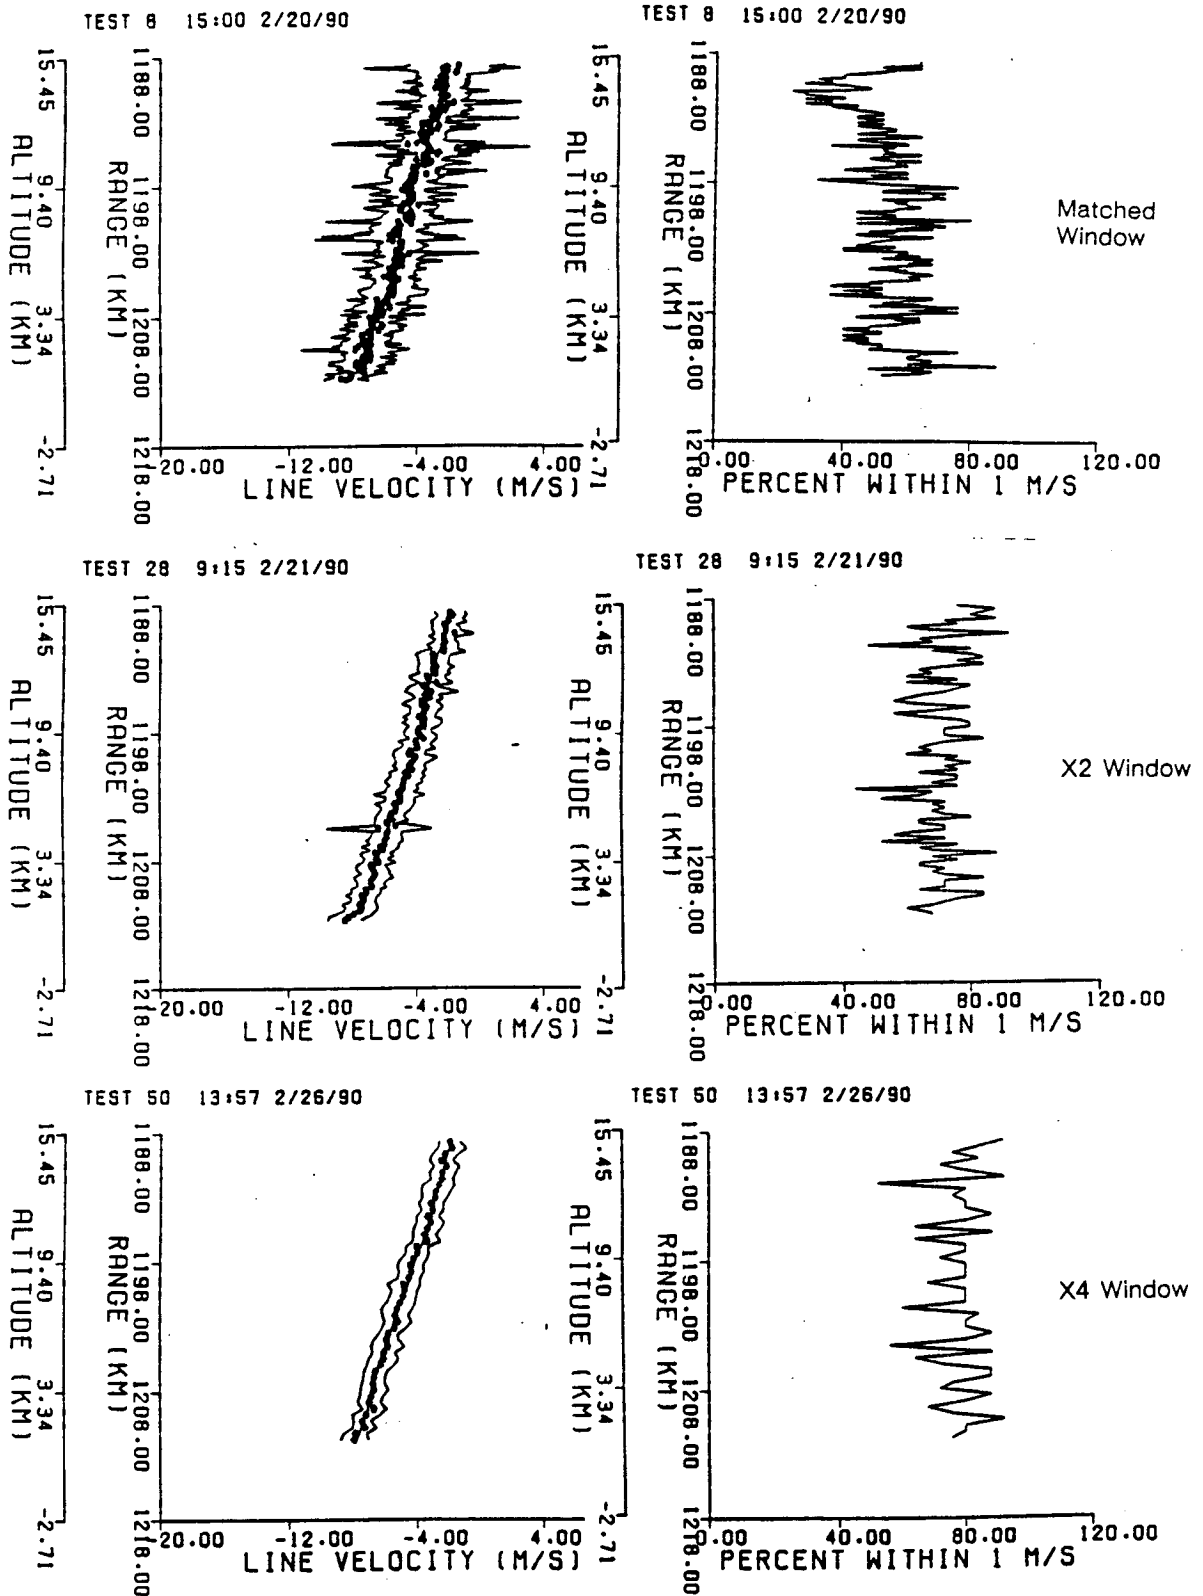 TEST 8 15:00 2/20/90
15.45
9.40
3.34
-2.71
ALTITUDE (KM)
1188.00
1198.00
1208.00
1218.00
RANGE (KM)
-20.00 -12.00 -4.00 4.00
LINE VELOCITY (M/S)
TEST 8 15:00 2/20/90
15.45
9.40
3.34
-2.71
ALTITUDE (KM)
1188.00
1198.00
1208.00
1218.00
RANGE (KM)
0.00 40.00 80.00 120.00
PERCENT WITHIN 1 M/S
Matched
Window
TEST 28 9:15 2/21/90
15.45
9.40
3.34
-2.71
ALTITUDE (KM)
1188.00
1198.00
1208.00
1218.00
RANGE (KM)
-20.00 -12.00 -4.00 4.00
LINE VELOCITY (M/S)
TEST 28 9:15 2/21/90
15.45
9.40
3.34
-2.71
ALTITUDE (KM)
1188.00
1198.00
1208.00
1218.00
RANGE (KM)
0.00 40.00 80.00 120.00
PERCENT WITHIN 1 M/S
X2 Window
TEST 50 13:57 2/26/90
15.45
9.40
3.34
-2.71
ALTITUDE (KM)
1188.00
1198.00
1208.00
1218.00
RANGE (KM)
-20.00 -12.00 -4.00 4.00
LINE VELOCITY (M/S)
TEST 50 13:57 2/26/90
15.45
9.40
3.34
-2.71
ALTITUDE (KM)
1188.00
1198.00
1208.00
1218.00
RANGE (KM)
0.00 40.00 80.00 120.00
PERCENT WITHIN 1 M/S
X4 Window